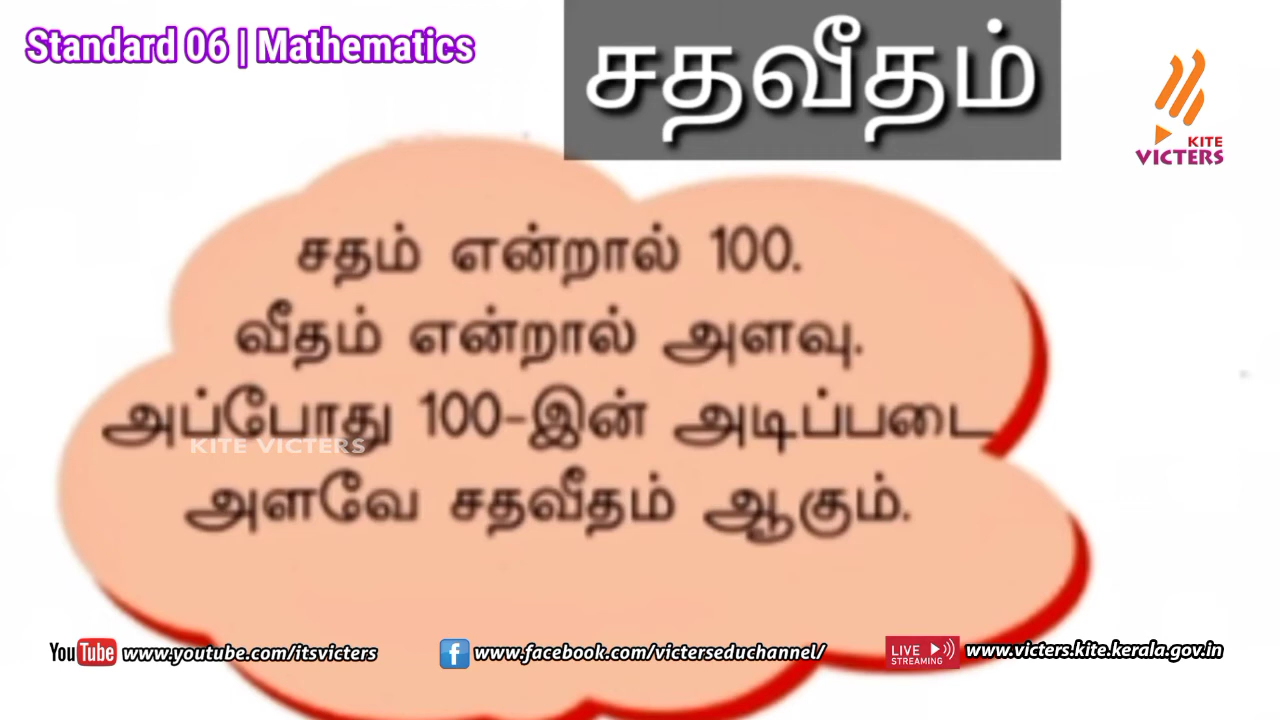 Standard 06 | Mathematics
சதவீதம்
KITE
VICTERS
சதம் என்றால் 100.
வீதம் என்றால் அளவு.
அப்போது 100-இன் அடிப்படை
KITE VICTERS
அளவே சதவீதம் ஆகும்.
You Tube www.youtube.com/itsvicters
f www.facebook.com/victerseduchannel/
LIVE STREAMING www.victers.kite.kerala.gov.in